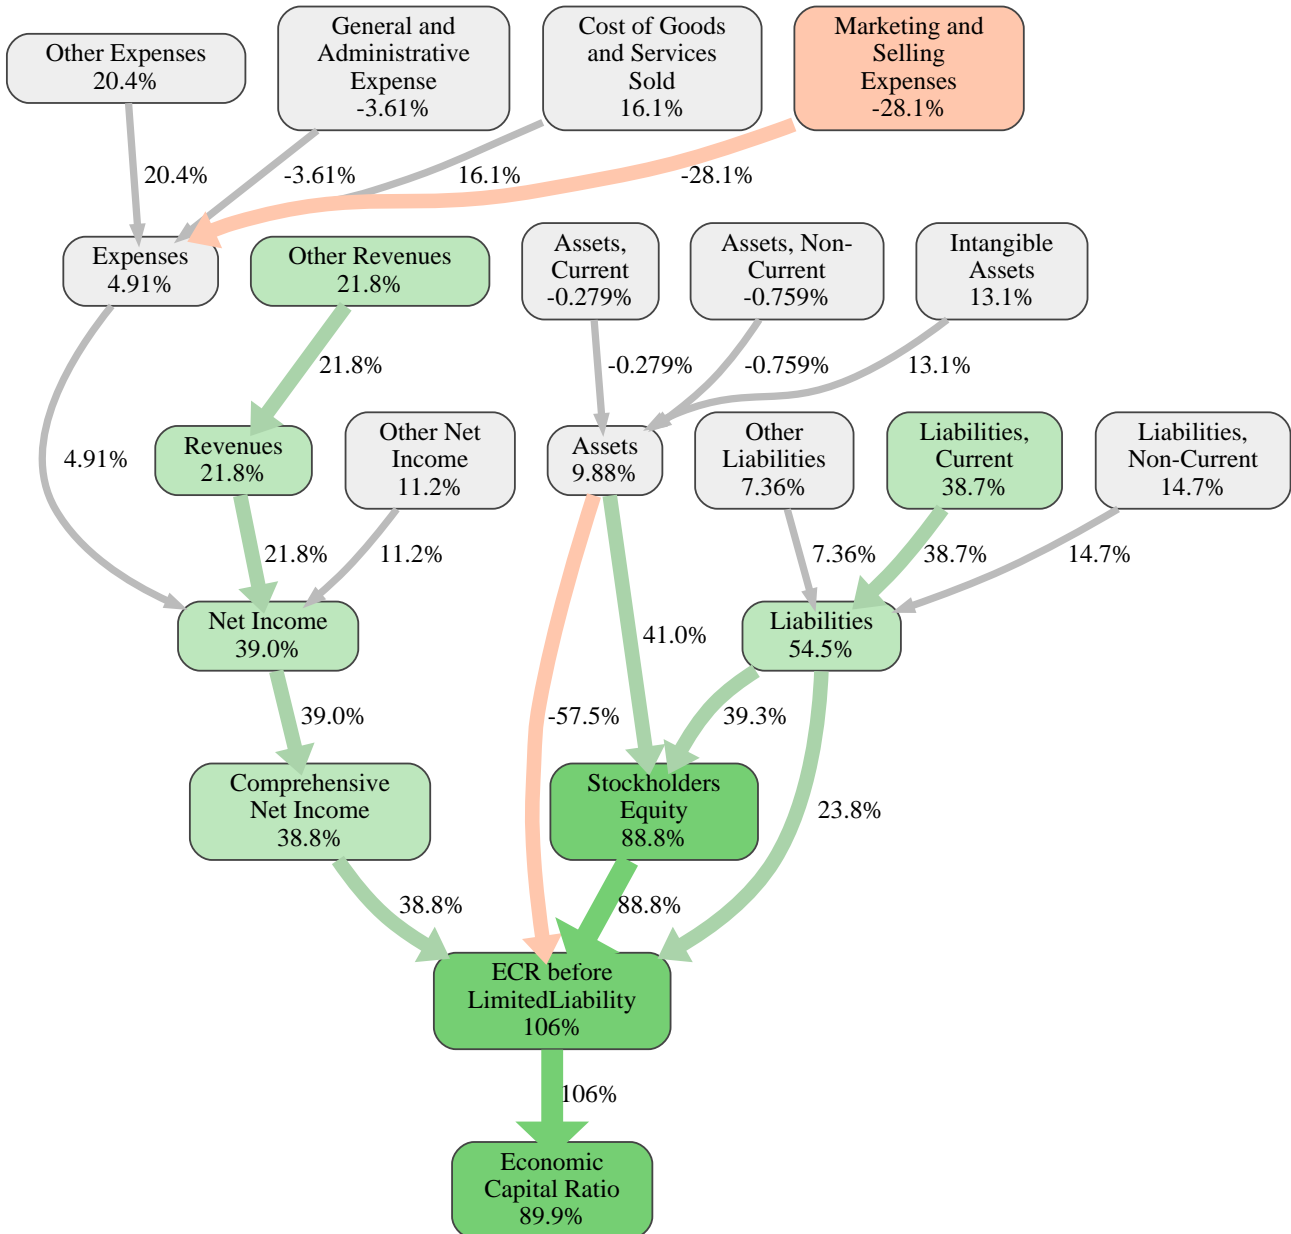 Other Expenses
20.4%
General and
Administrative
Expense
-3.61%
Cost of Goods
and Services
Sold
16.1%
Marketing and
Selling
Expenses
-28.1%
20.4%
-3.61%
16.1%
-28.1%
Expenses
4.91%
Other Revenues
21.8%
Assets,
Current
-0.279%
Assets, Non-
Current
-0.759%
Intangible
Assets
13.1%
21.8%
-0.279%
-0.759%
13.1%
4.91%
Revenues
21.8%
Other Net
Income
11.2%
Assets
9.88%
Other
Liabilities
7.36%
Liabilities,
Current
38.7%
Liabilities,
Non-Current
14.7%
21.8%
11.2%
7.36%
38.7%
14.7%
Net Income
39.0%
41.0%
Liabilities
54.5%
39.0%
-57.5%
39.3%
Comprehensive
Net Income
38.8%
Stockholders
Equity
88.8%
23.8%
38.8%
88.8%
ECR before
LimitedLiability
106%
106%
Economic
Capital Ratio
89.9%